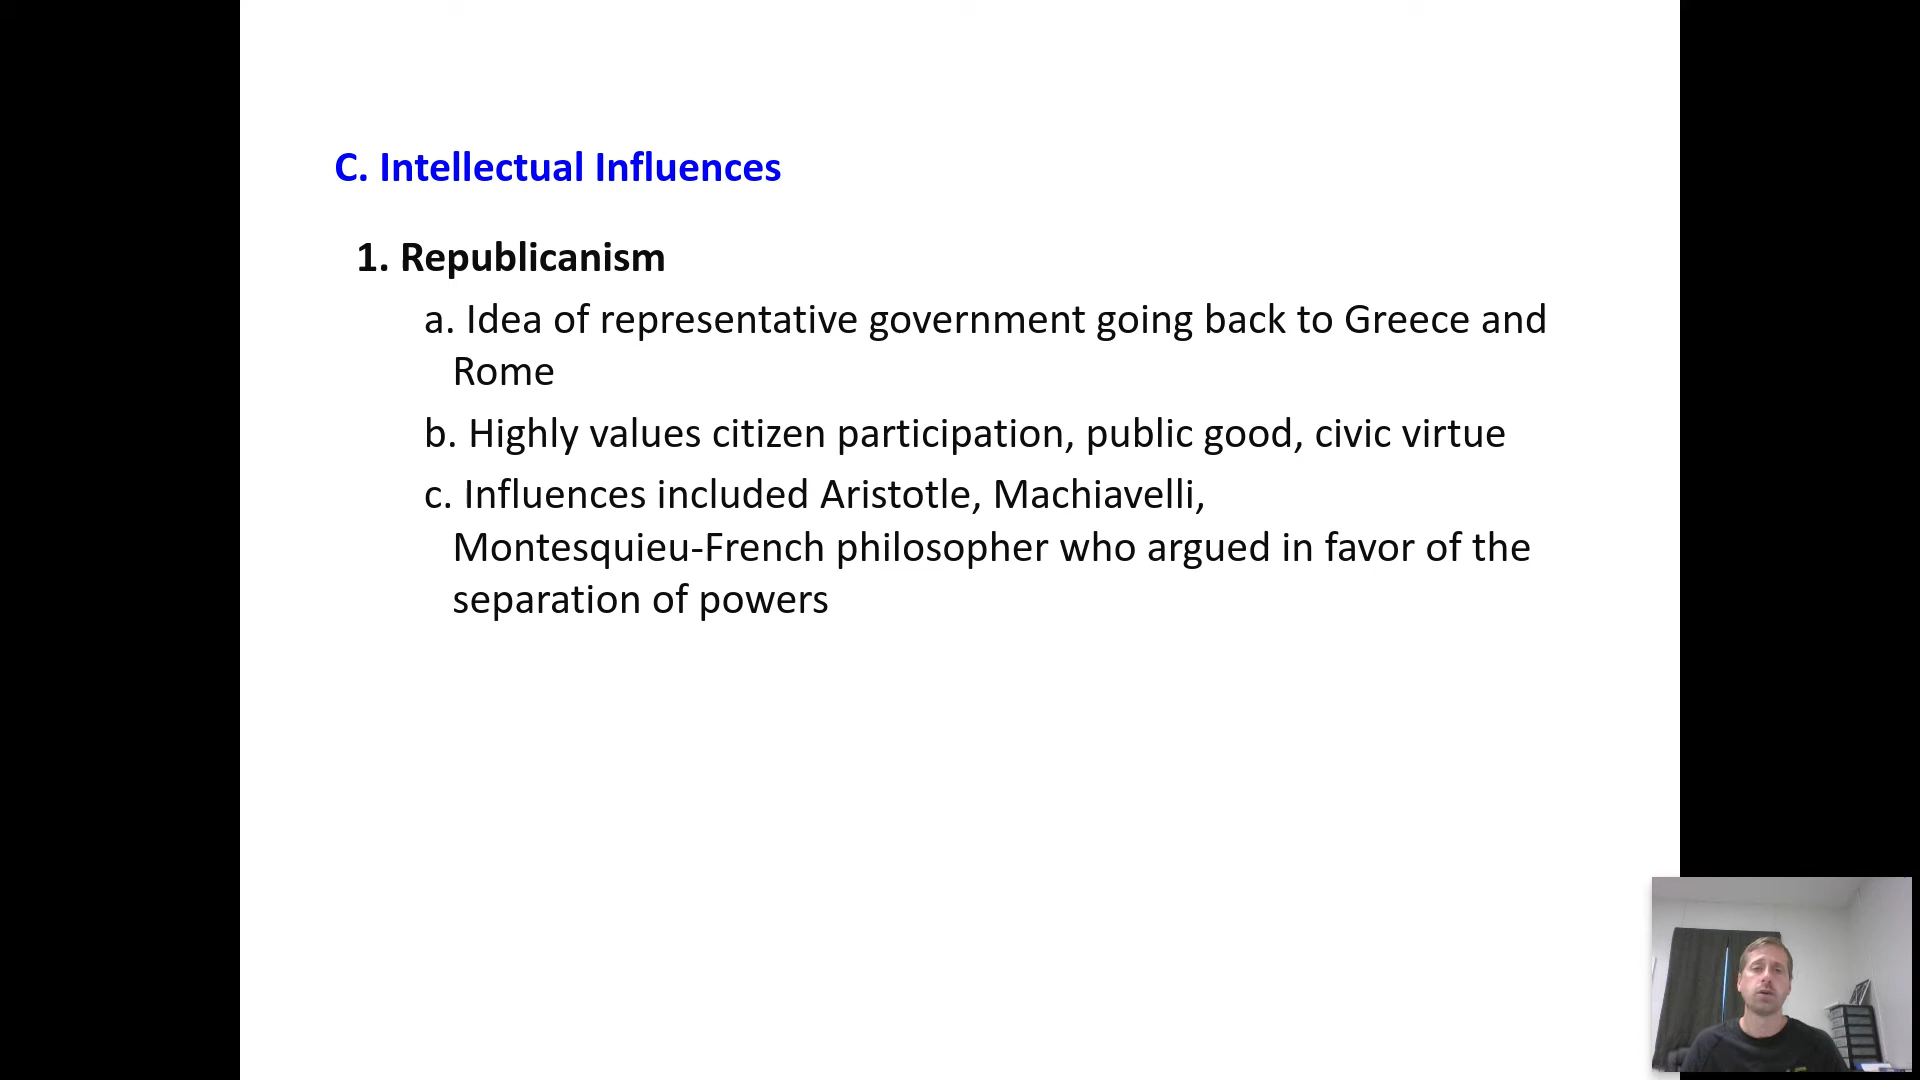 C. Intellectual Influences
1. Republicanism
a. Idea of representative government going back to Greece and
Rome
b. Highly values citizen participation, public good, civic virtue
c. Influences included Aristotle, Machiavelli,
Montesquieu-French philosopher who argued in favor of the
separation of powers